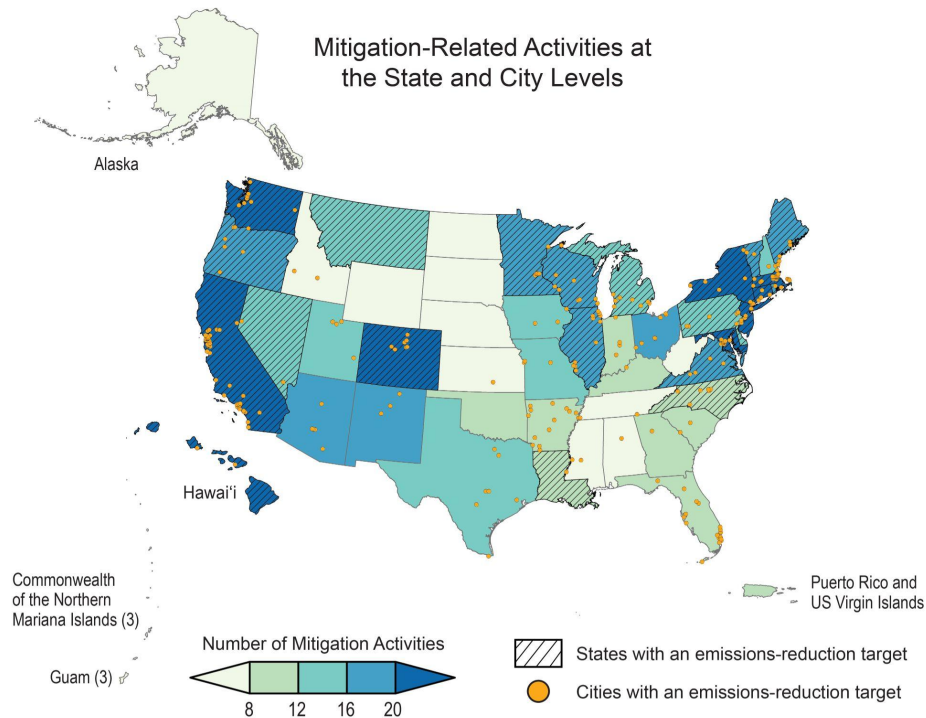 Mitigation-Related Activities at
the State and City Levels
Alaska
Hawaiʻi
Commonwealth
of the Northern
Mariana Islands (3)
Guam (3)
Puerto Rico and
US Virgin Islands
Number of Mitigation Activities
8 12 16 20
States with an emissions-reduction target
Cities with an emissions-reduction target